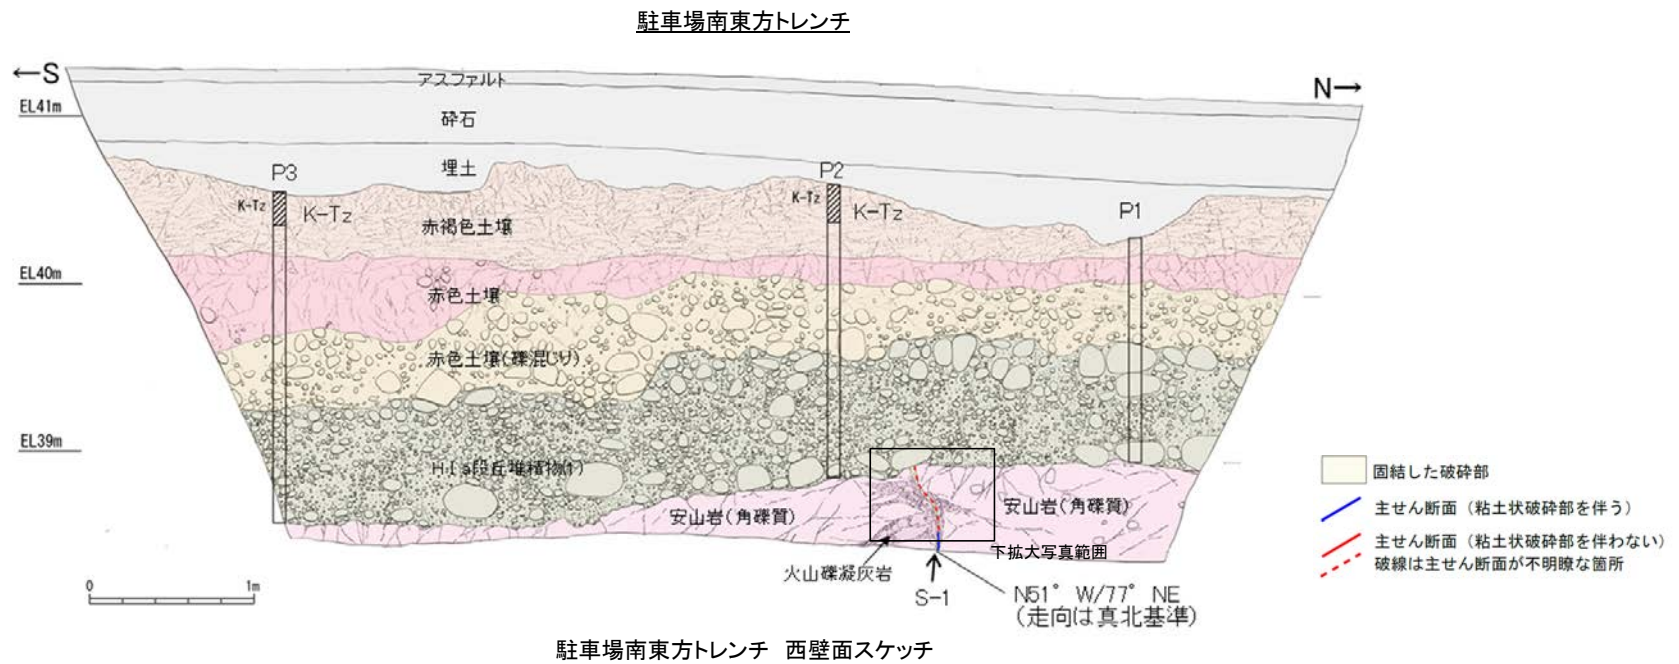 駐車場南東方トレンチ
←S
N→
アスファルト
EL41m
砕石
埋土
P3
P2
K-Tz
K-Tz
K-Tz
K-Tz
P1
赤褐色土壌
EL40m
赤色土壌
赤色土壌(礫混じり)
EL39m
HⅠs段丘堆積物(1)
固結した破砕部
安山岩(角礫質)
安山岩(角礫質)
主せん断面（粘土状破砕部を伴う）
主せん断面（粘土状破砕部を伴わない）
破線は主せん断面が不明瞭な箇所
下拡大写真範囲
火山礫凝灰岩
0
1m
S-1
N51°W/77°NE
(走向は真北基準)
駐車場南東方トレンチ 西壁面スケッチ